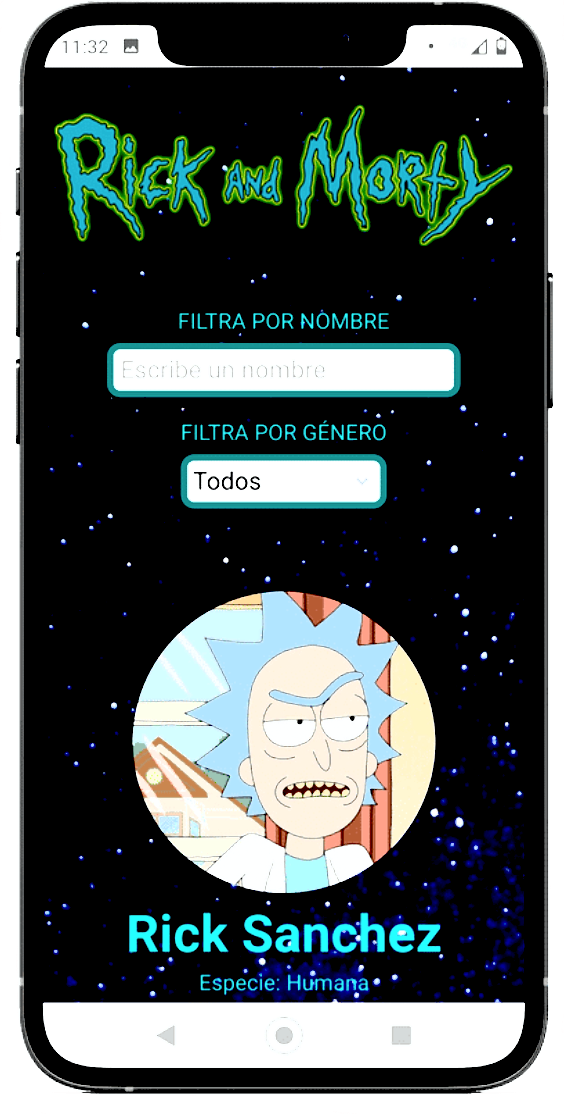 11:32
Rick and Morty
FILTRA POR NOMBRE
Escribe un nombre
FILTRA POR GÉNERO
Todos
Rick Sanchez
Especie: Humana